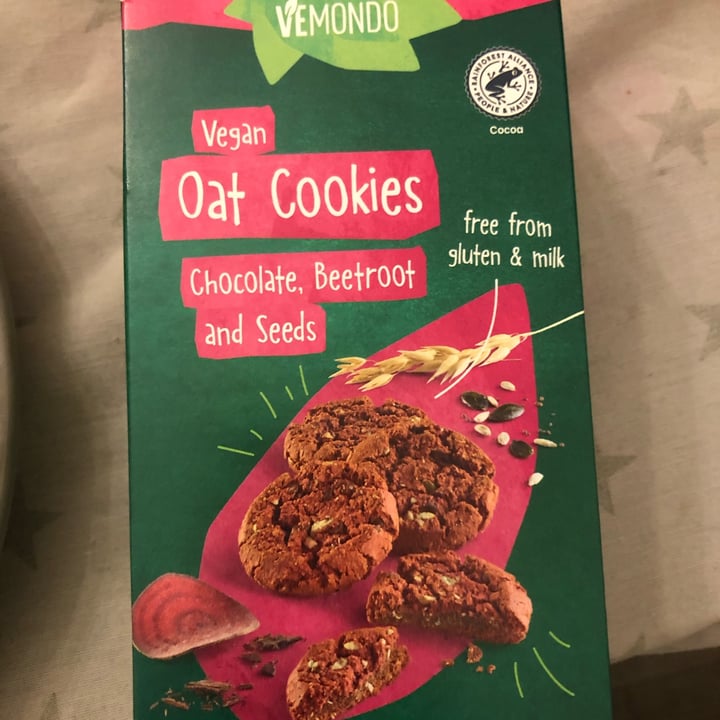 VEMONDO
RAINFOREST ALLIANCE
PEOPLE & NATURE
Cocoa
Vegan
Oat Cookies
free from
gluten & milk
Chocolate, Beetroot
and Seeds